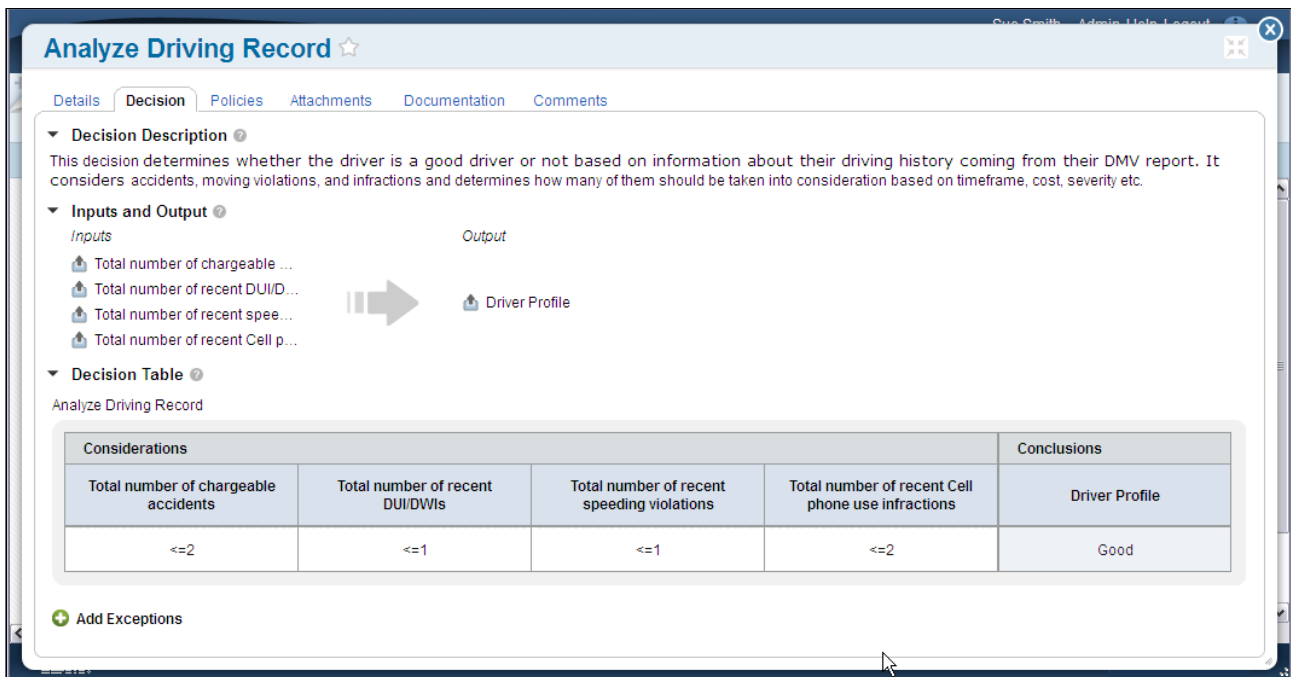 Sue Smith Admin Help Logout
Analyze Driving Record
Details Decision Policies Attachments Documentation Comments
Decision Description
This decision determines whether the driver is a good driver or not based on information about their driving history coming from their DMV report. It
considers accidents, moving violations, and infractions and determines how many of them should be taken into consideration based on timeframe, cost, severity etc.
Inputs and Output
Inputs Output
Total number of chargeable ...
Total number of recent DUI/D...
Total number of recent spee...
Total number of recent Cell p...
Driver Profile
Decision Table
Analyze Driving Record
Considerations Conclusions
Total number of chargeable
accidents
Total number of recent
DUI/DWIs
Total number of recent
speeding violations
Total number of recent Cell
phone use infractions
Driver Profile
<=2 <=1 <=1 <=2 Good
Add Exceptions